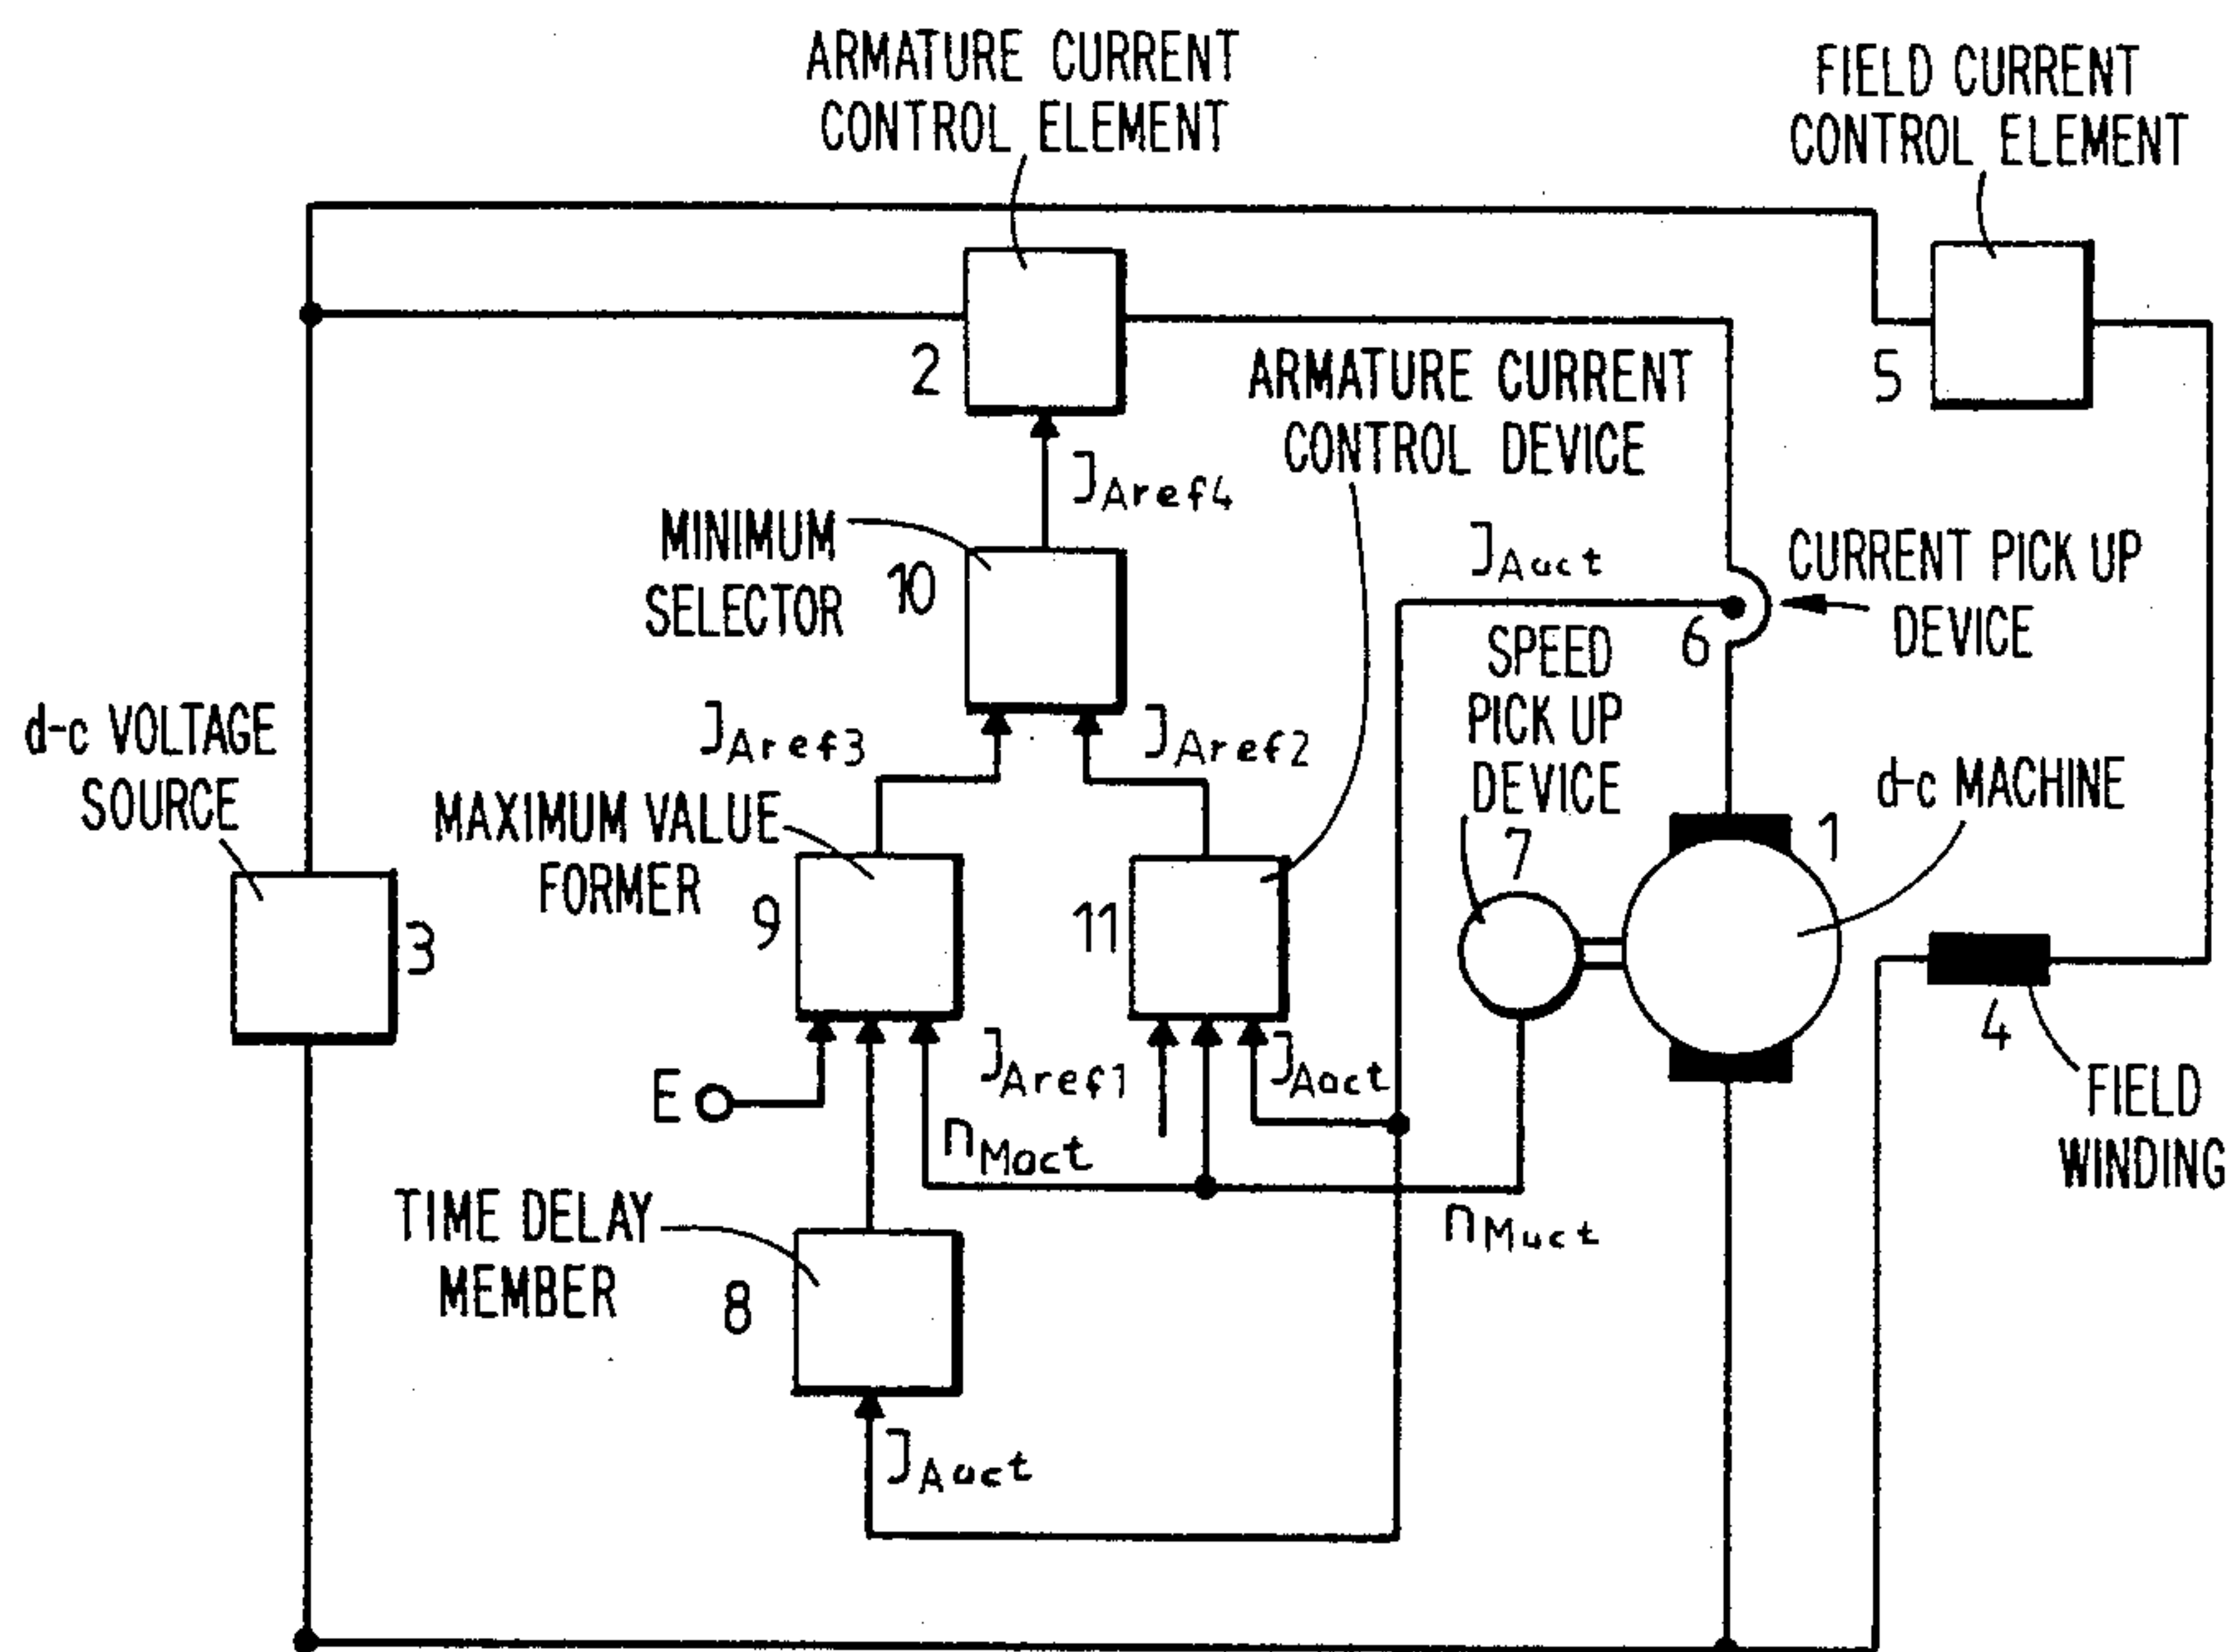 ARMATURE CURRENT
CONTROL ELEMENT
FIELD CURRENT
CONTROL ELEMENT
2
5
ARMATURE CURRENT
CONTROL DEVICE
JAref4
MINIMUM
SELECTOR
10
JAact
CURRENT PICK UP
DEVICE
6
SPEED
PICK UP
DEVICE
7
d-c VOLTAGE
SOURCE
3
JAref3
JAref2
MAXIMUM VALUE
FORMER
9
11
d-c MACHINE
1
4
FIELD
WINDING
E
JAref1
JAact
nMact
nMact
TIME DELAY
MEMBER
8
JAact